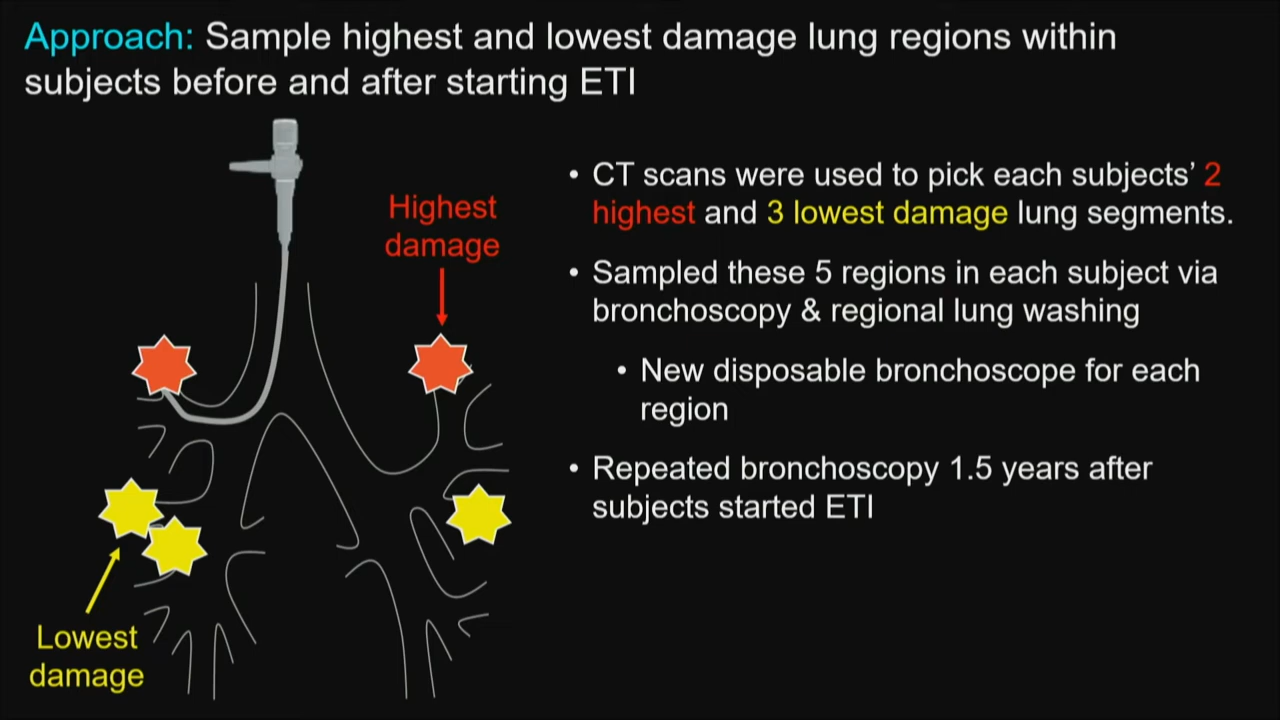 Approach: Sample highest and lowest damage lung regions within
subjects before and after starting ETI
Highest
damage
Lowest
damage
• CT scans were used to pick each subjects’ 2
highest and 3 lowest damage lung segments.
• Sampled these 5 regions in each subject via
bronchoscopy & regional lung washing
• New disposable bronchoscope for each
region
• Repeated bronchoscopy 1.5 years after
subjects started ETI